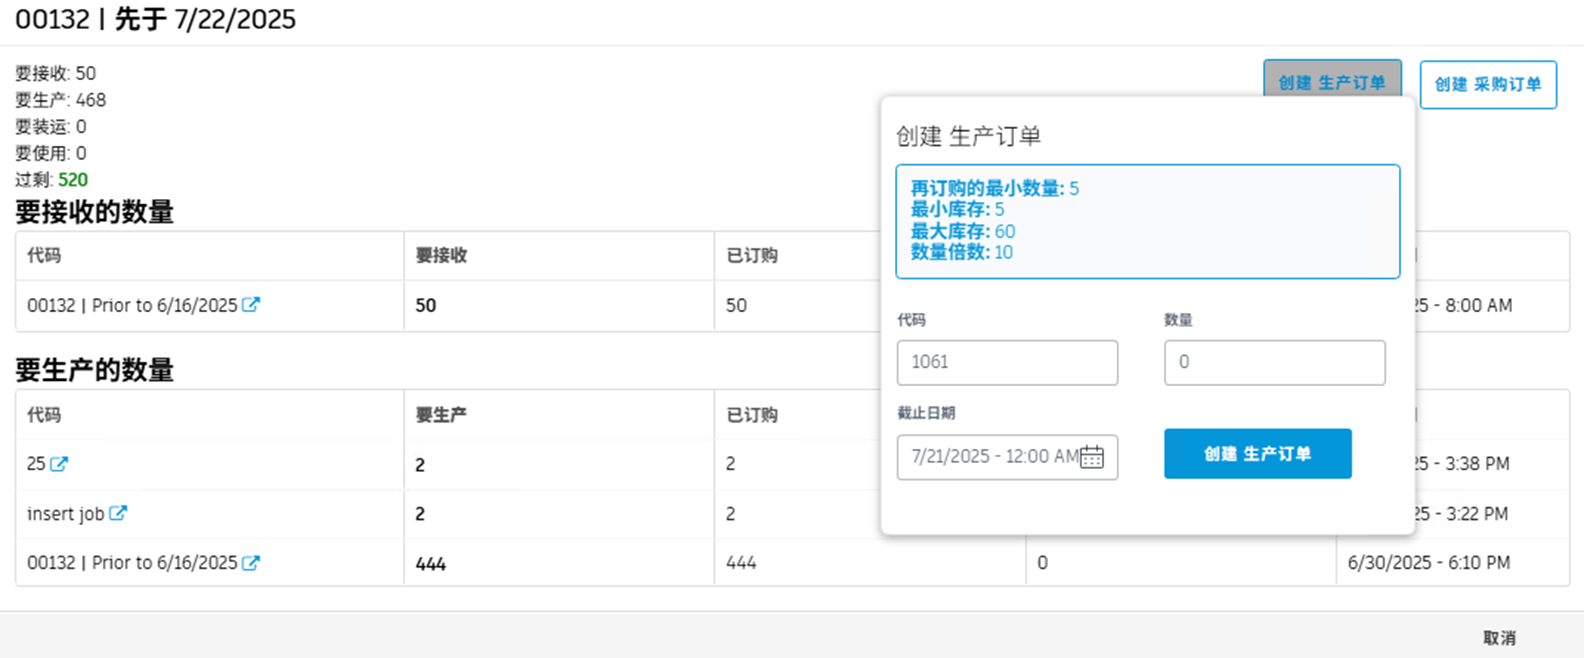 00132 | 先于 7/22/2025
要接收: 50
要生产: 468
要装运: 0
要使用: 0
过剩: 520
创建 生产订单
创建 采购订单
要接收的数量
代码 要接收 已订购
00132 | Prior to 6/16/2025 50 50 25 - 8:00 AM
要生产的数量
代码 要生产 已订购
25 2 2 25 - 3:38 PM
insert job 2 2 25 - 3:22 PM
00132 | Prior to 6/16/2025 444 444 0 6/30/2025 - 6:10 PM
创建 生产订单
再订购的最小数量: 5
最小库存: 5
最大库存: 60
数量倍数: 10
代码 数量
1061 0
截止日期
7/21/2025 - 12:00 AM
创建 生产订单
取消